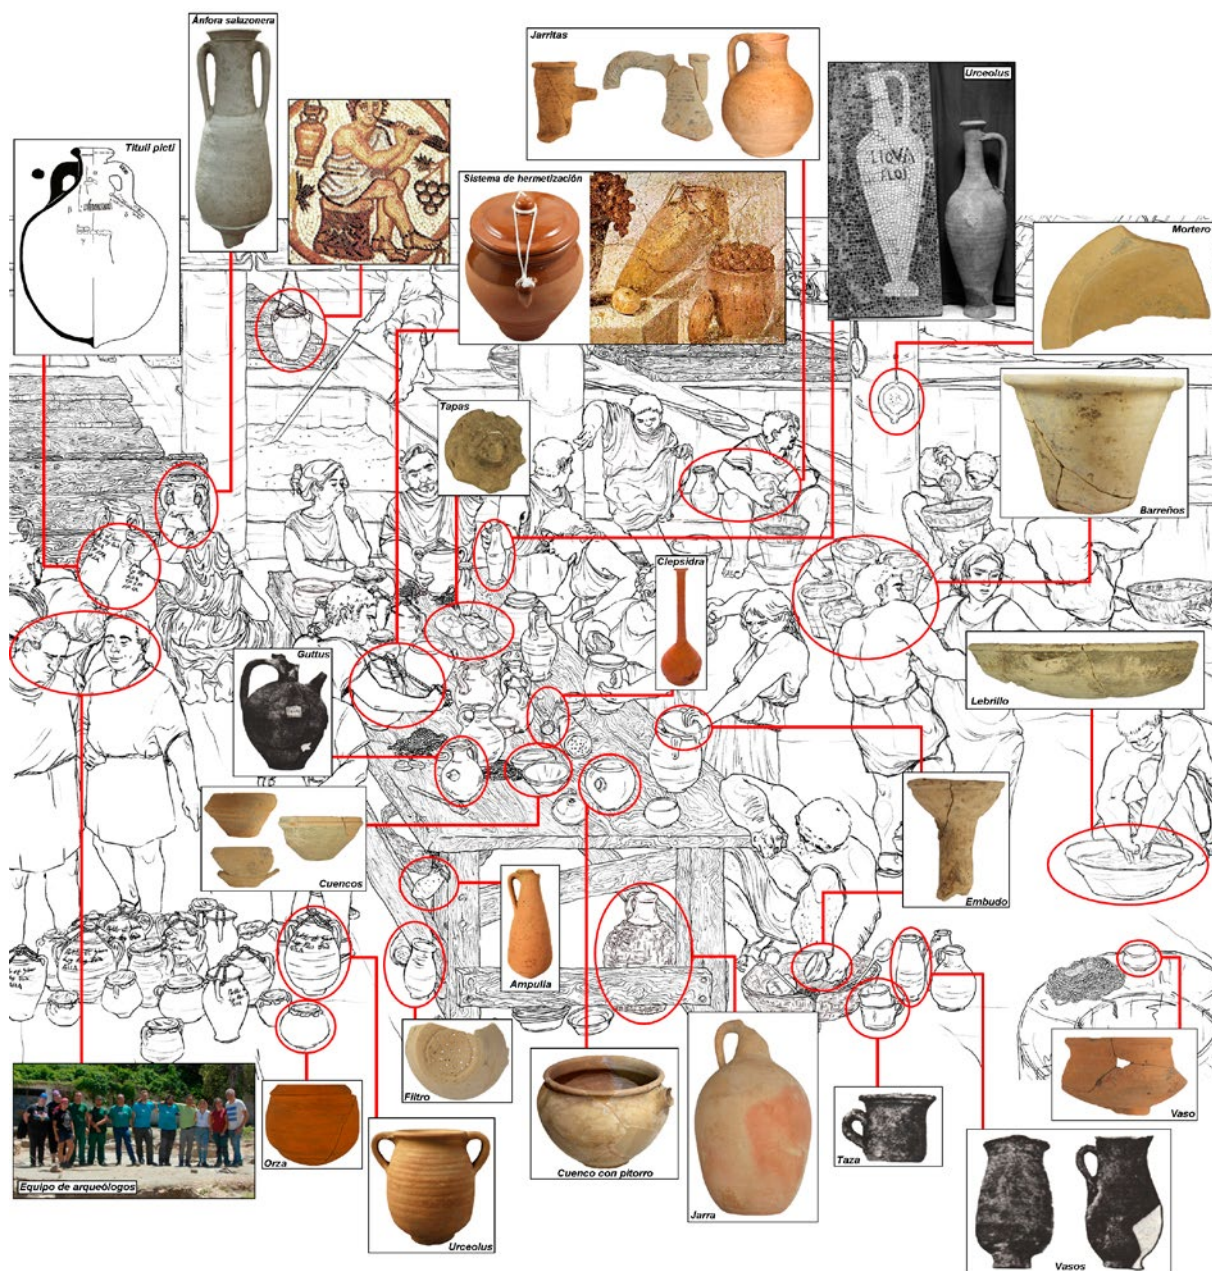 Ánfora salazonera
Jarritas
Urceolus
LIQVA
FLOS
Tituli picti
Sistema de hermetización
Mortero
Tapas
Barreños
Clepsidra
Guttus
Lebrillo
Cuencos
Embudo
Ampulla
Filtro
Vaso
Orza
Cuenco con pitorro
Taza
Equipo de arqueólogos
Jarra
Urceolus
Vasos